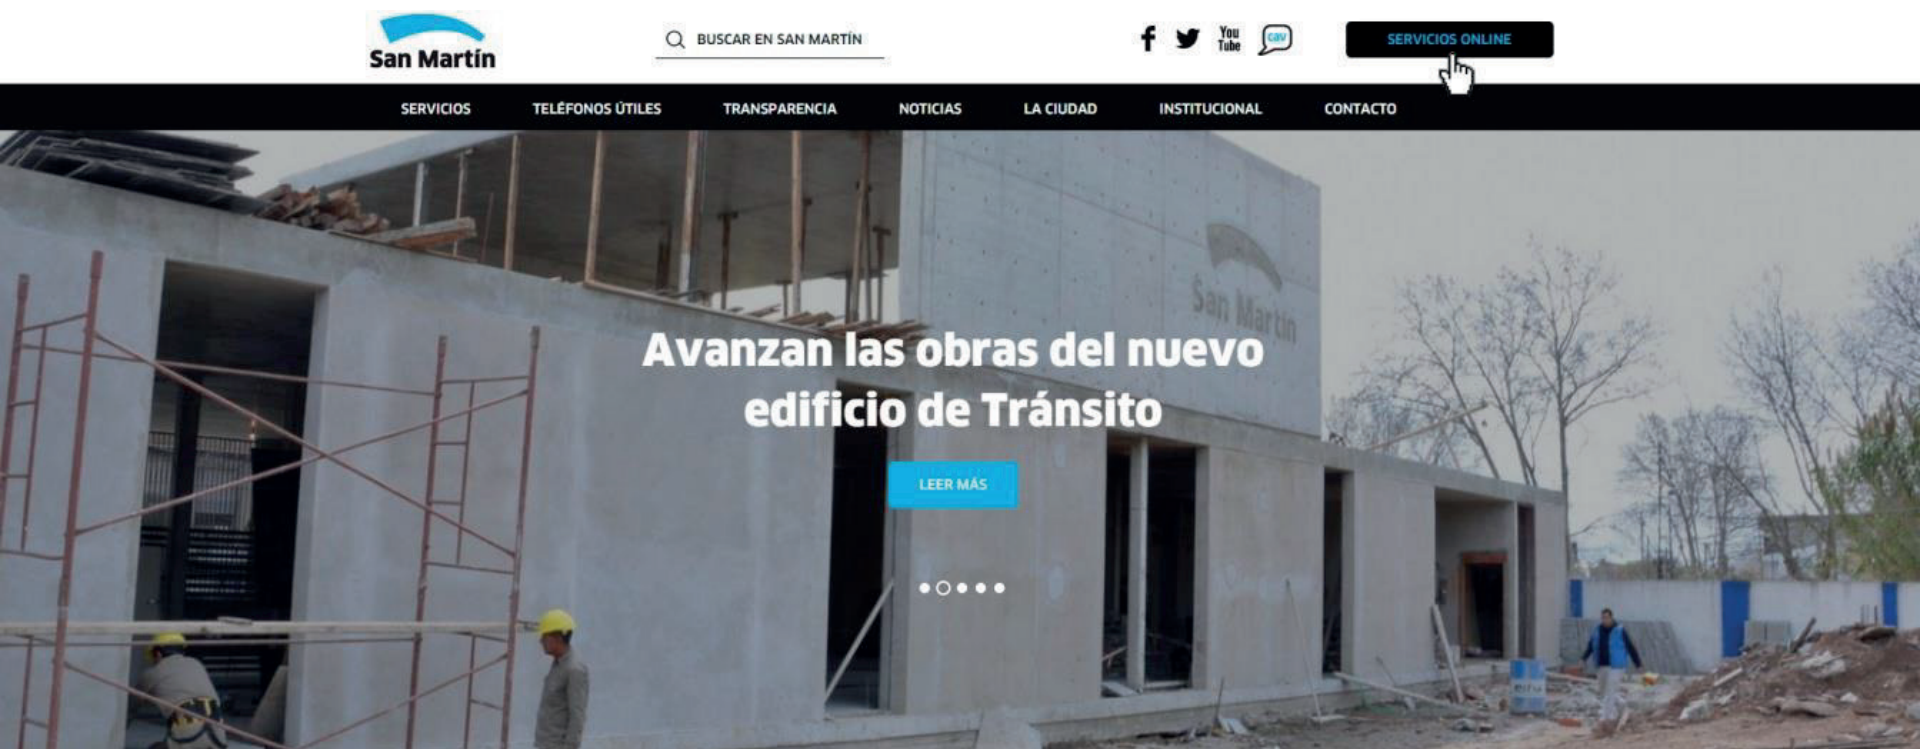 San Martín
BUSCAR EN SAN MARTÍN
You
Tube
cav
SERVICIOS ONLINE
SERVICIOS
TELÉFONOS ÚTILES
TRANSPARENCIA
NOTICIAS
LA CIUDAD
INSTITUCIONAL
CONTACTO
San Martín
Avanzan las obras del nuevo
edificio de Tránsito
LEER MÁS